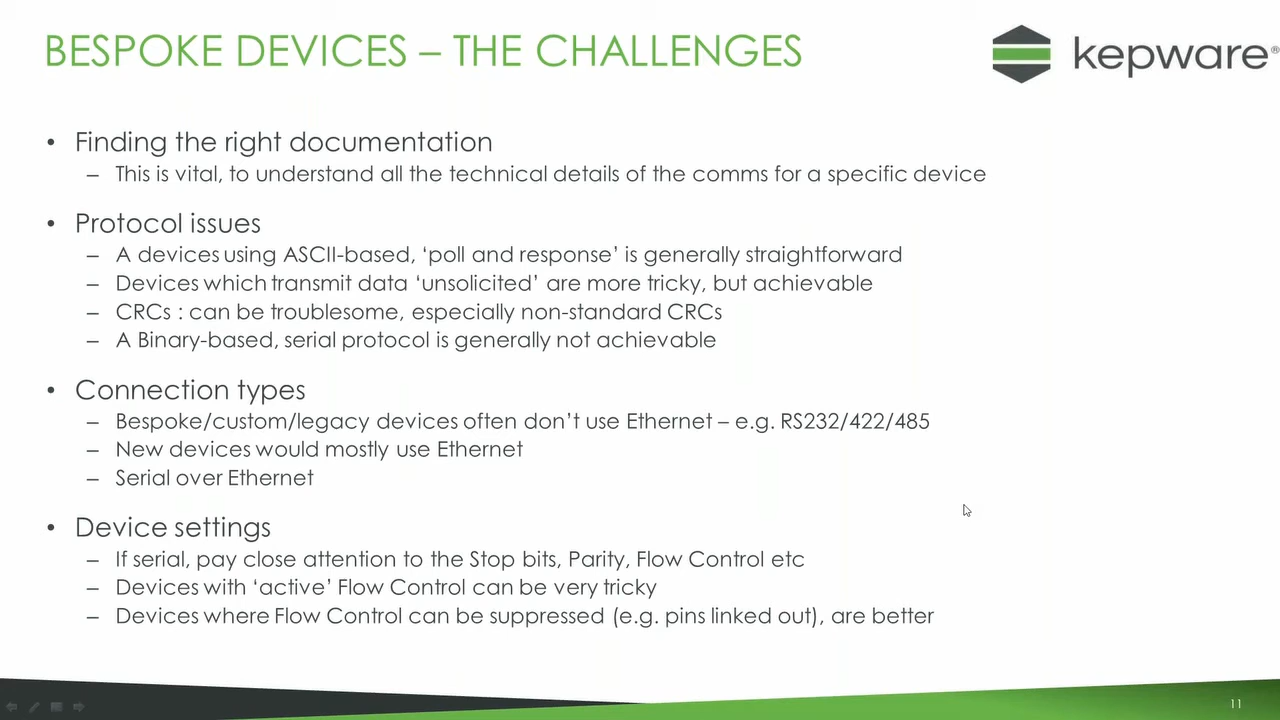 BESPOKE DEVICES – THE CHALLENGES
kepware®
• Finding the right documentation
– This is vital, to understand all the technical details of the comms for a specific device
• Protocol issues
– A devices using ASCII-based, ‘poll and response’ is generally straightforward
– Devices which transmit data ‘unsolicited’ are more tricky, but achievable
– CRCs : can be troublesome, especially non-standard CRCs
– A Binary-based, serial protocol is generally not achievable
• Connection types
– Bespoke/custom/legacy devices often don’t use Ethernet – e.g. RS232/422/485
– New devices would mostly use Ethernet
– Serial over Ethernet
• Device settings
– If serial, pay close attention to the Stop bits, Parity, Flow Control etc
– Devices with ‘active’ Flow Control can be very tricky
– Devices where Flow Control can be suppressed (e.g. pins linked out), are better
11